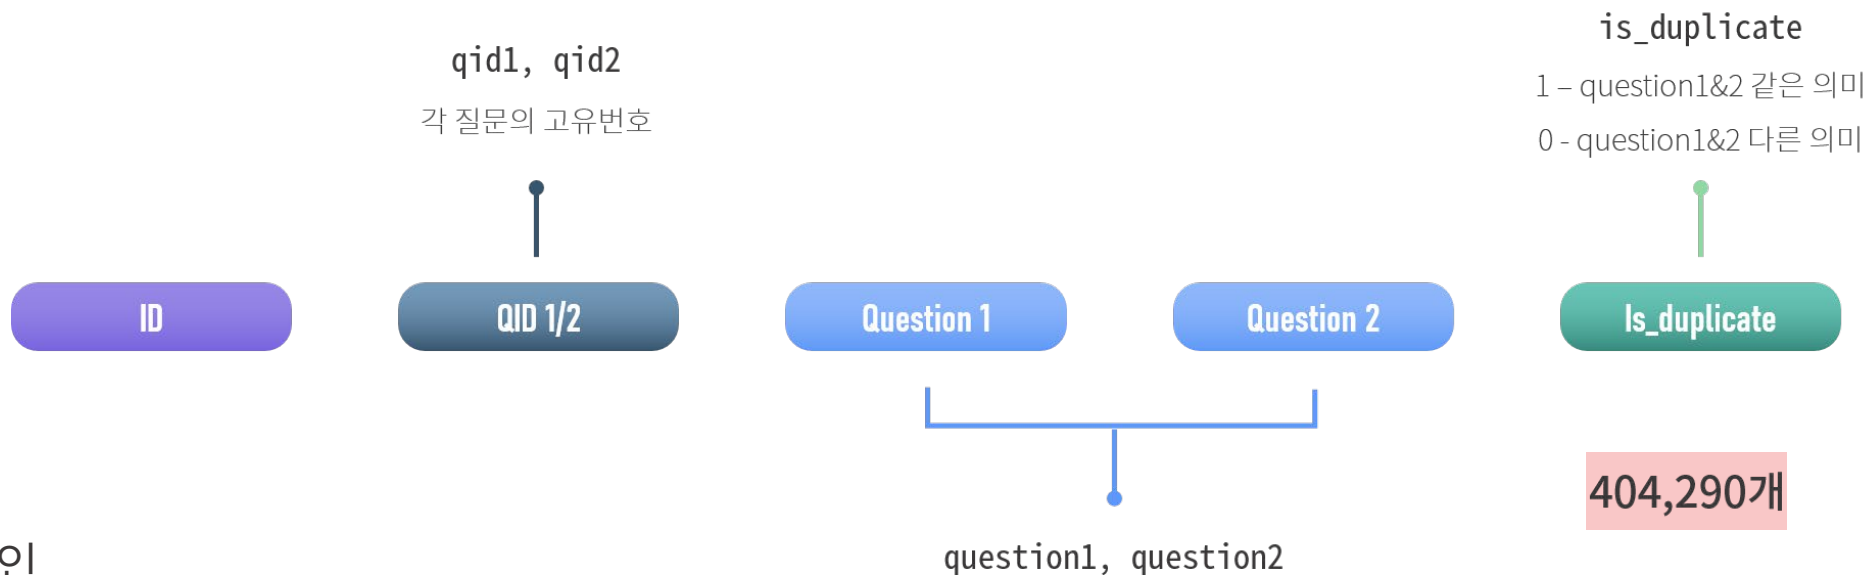 is_duplicate
qid1, qid2
1 – question1&2 같은 의미
각 질문의 고유번호
0 - question1&2 다른 의미
ID
QID 1/2
Question 1
Question 2
Is_duplicate
404,290개
question1, question2
인